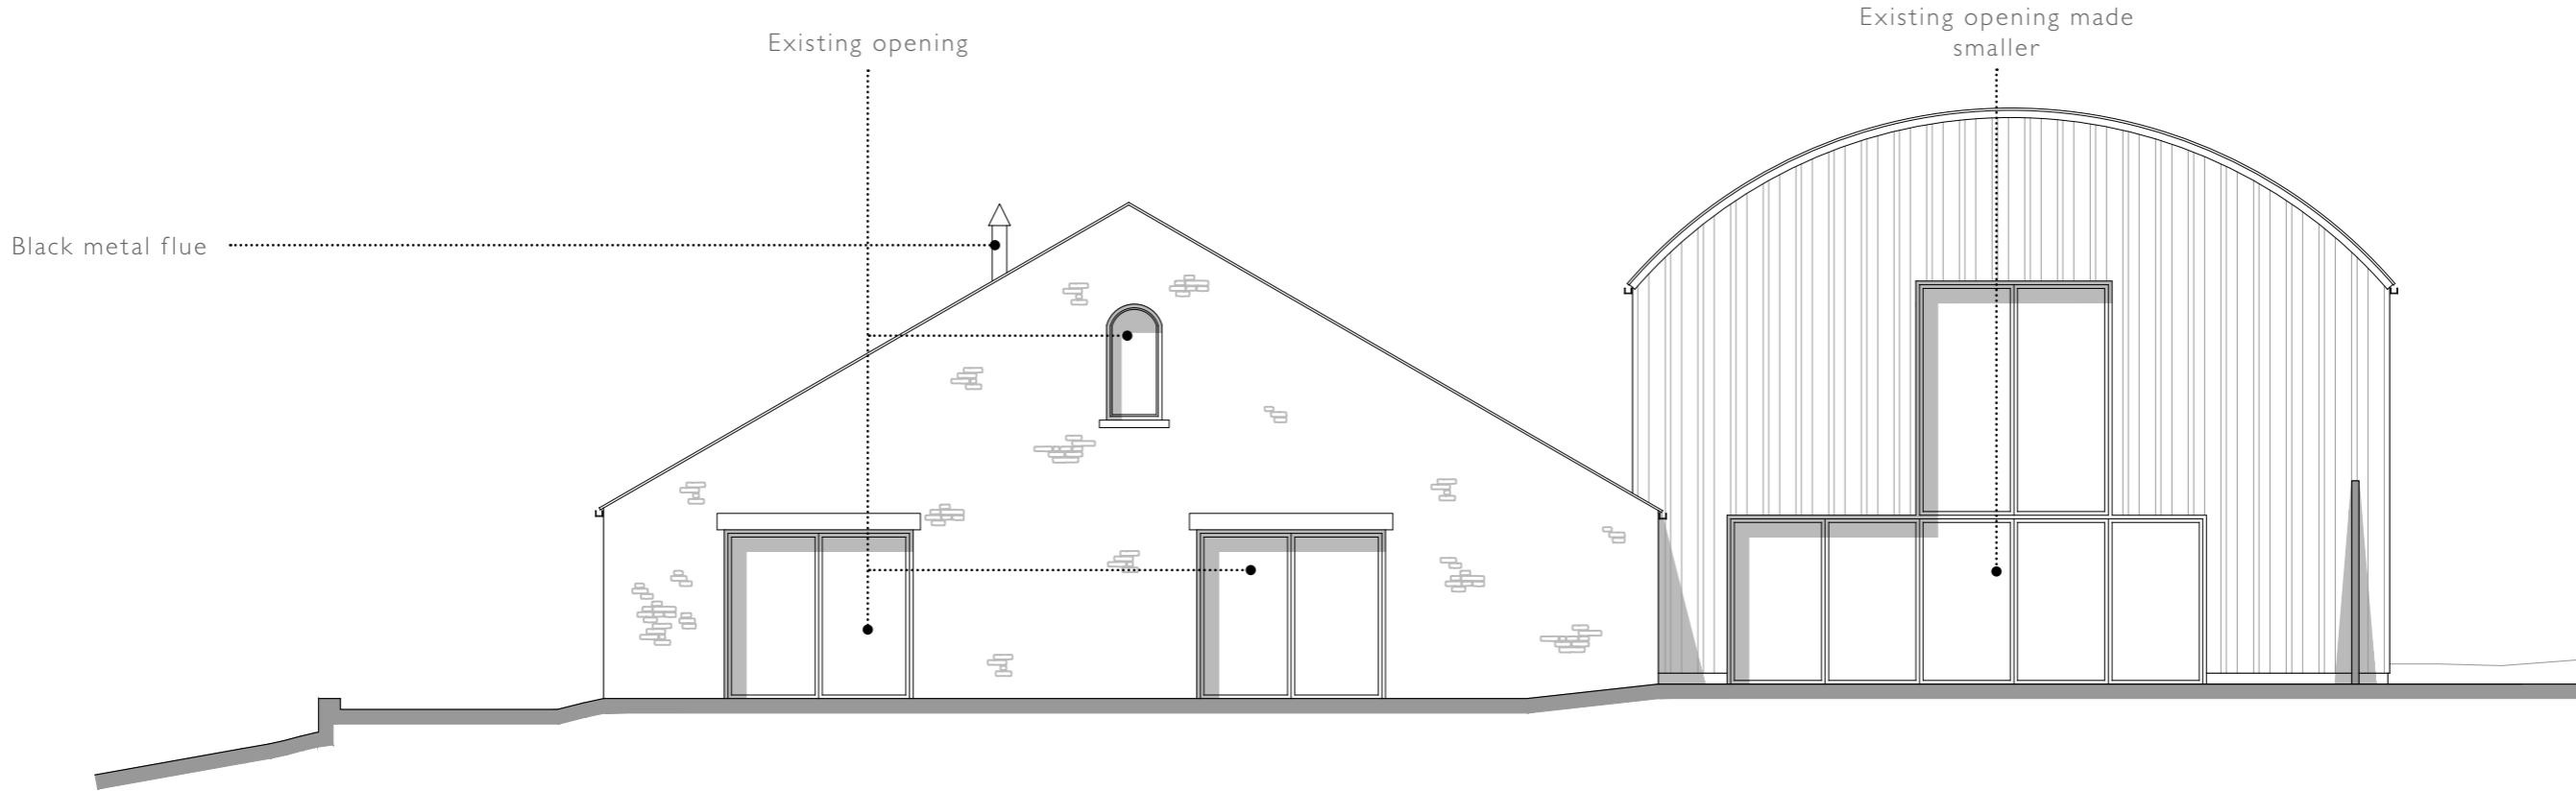 Existing opening made
smaller
Existing opening
Black metal flue